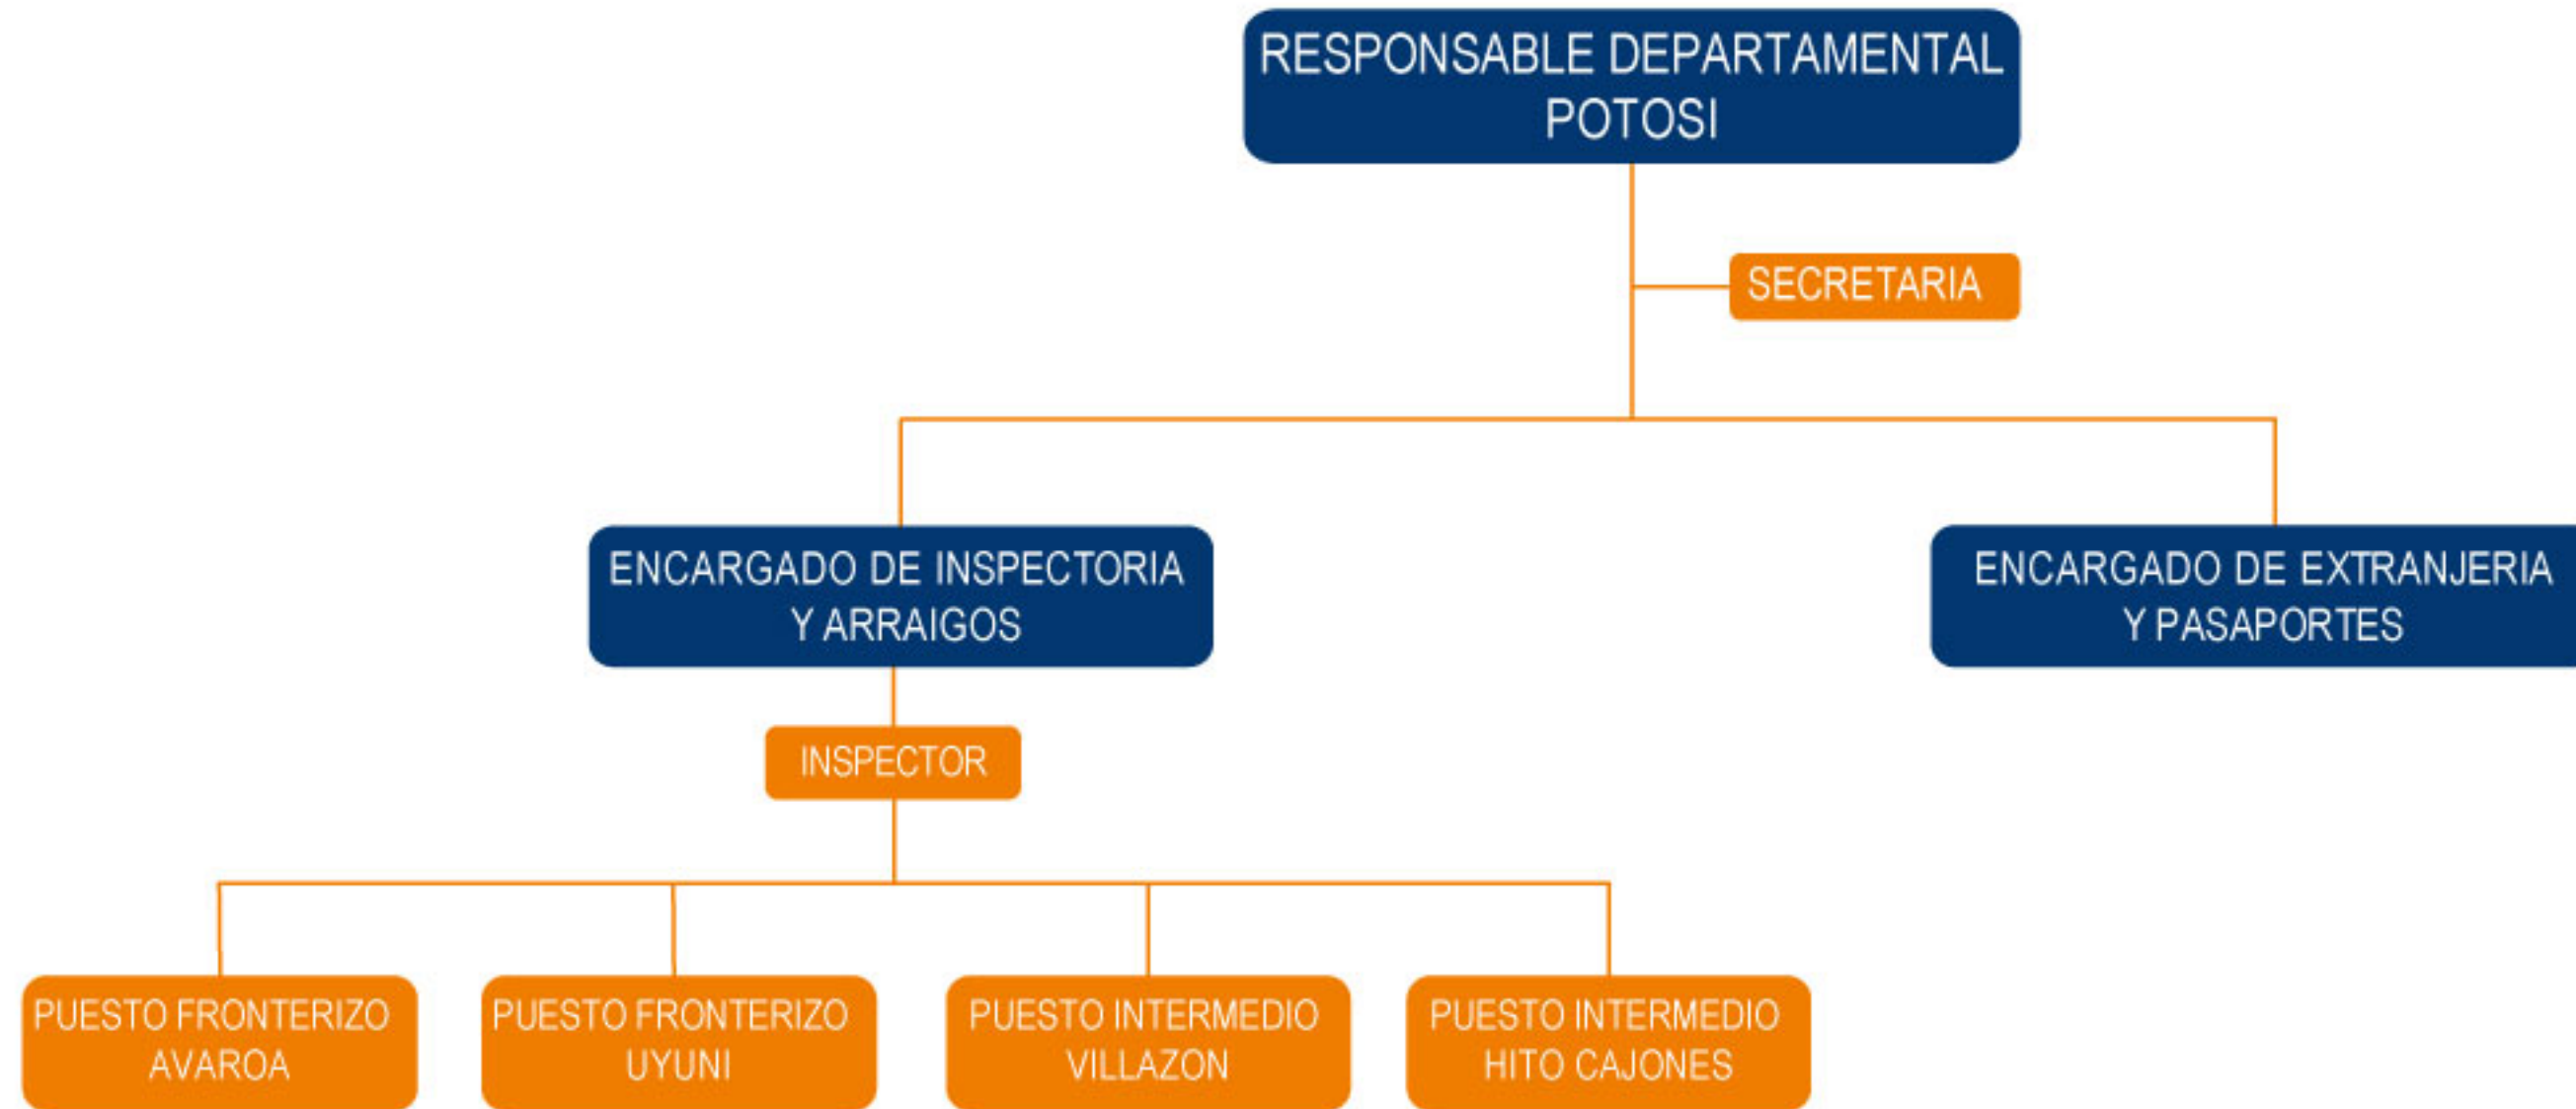 RESPONSABLE DEPARTAMENTAL
POTOSI
SECRETARIA
ENCARGADO DE INSPECTORIA
Y ARRAIGOS
ENCARGADO DE EXTRANJERIA
Y PASAPORTES
INSPECTOR
PUESTO FRONTERIZO
AVAROA
PUESTO FRONTERIZO
UYUNI
PUESTO INTERMEDIO
VILLAZON
PUESTO INTERMEDIO
HITO CAJONES